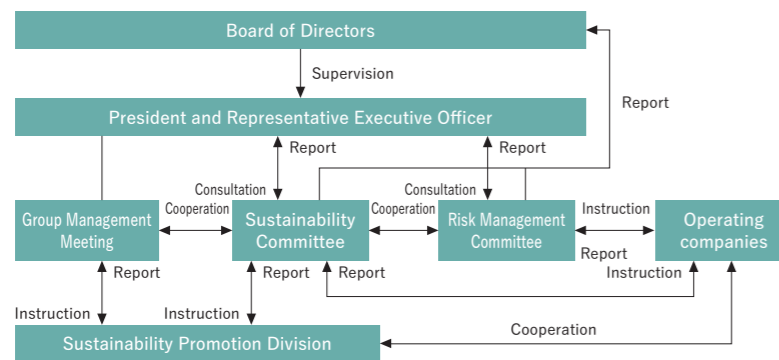 Board of Directors
Supervision
Report
President and Representative Executive Officer
Report
Report
Consultation
Consultation
Cooperation
Cooperation
Instruction
Group Management
Meeting
Sustainability
Committee
Risk Management
Committee
Operating
companies
Report
Report
Report
Report
Instruction
Instruction
Instruction
Cooperation
Sustainability Promotion Division